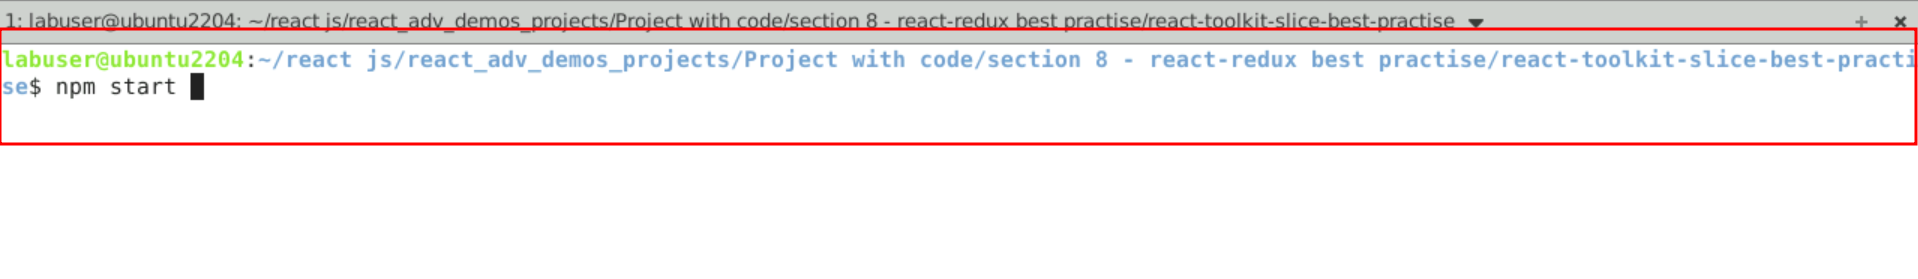 1: labuser@ubuntu2204: ~/react js/react_adv_demos_projects/Project with code/section 8 - react-redux best practise/react-toolkit-slice-best-practise
labuser@ubuntu2204:~/react js/react_adv_demos_projects/Project with code/section 8 - react-redux best practise/react-toolkit-slice-best-practi
se$ npm start